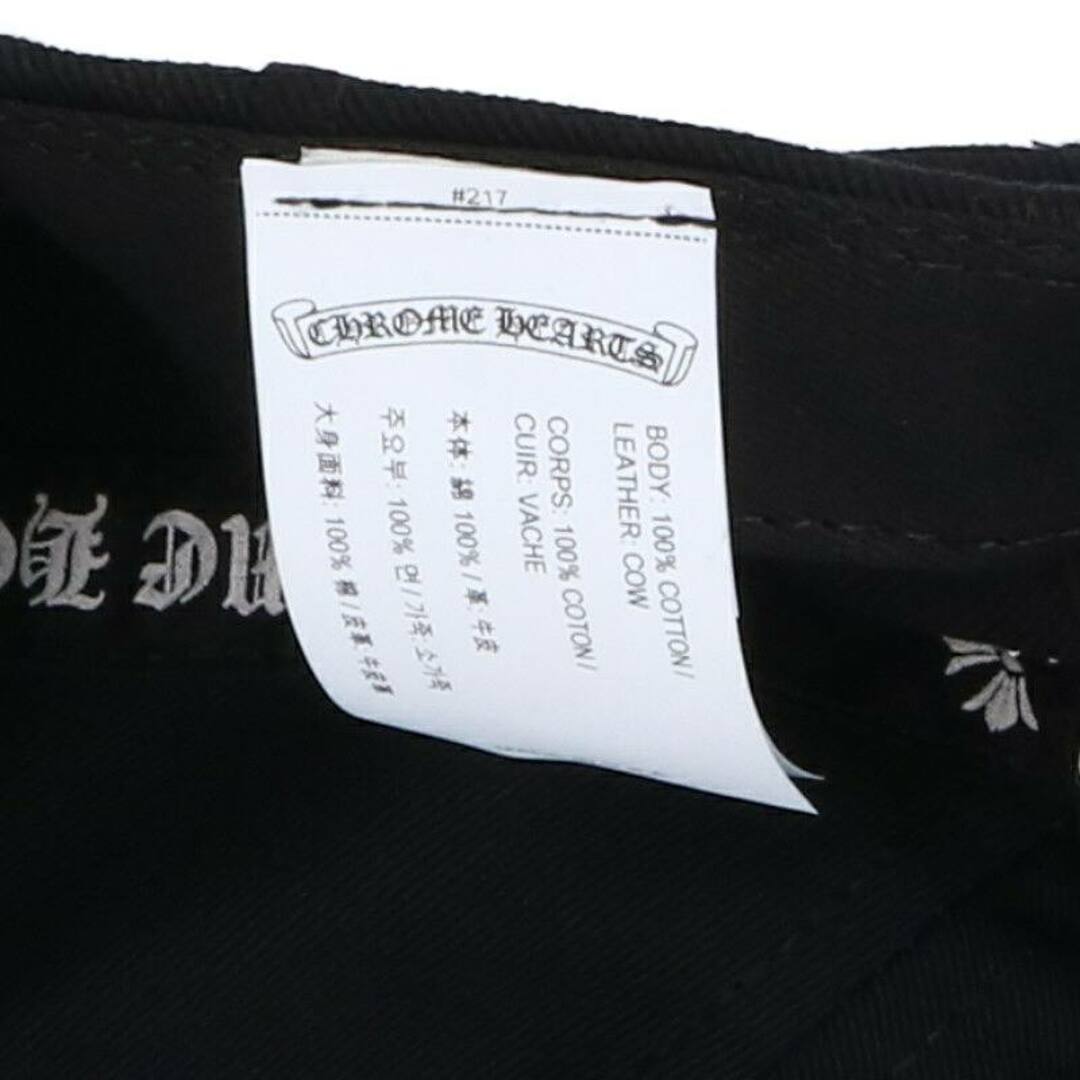 #217
CHROME HEARTS
BODY: 100% COTTON /
LEATHER: COW
CORPS: 100% COTON /
CUIR: VACHE
本体: 綿 100% / 革: 牛皮
주요부: 100% 면 / 가죽: 소가죽
大身面料: 100% 棉 / 皮革: 牛皮革